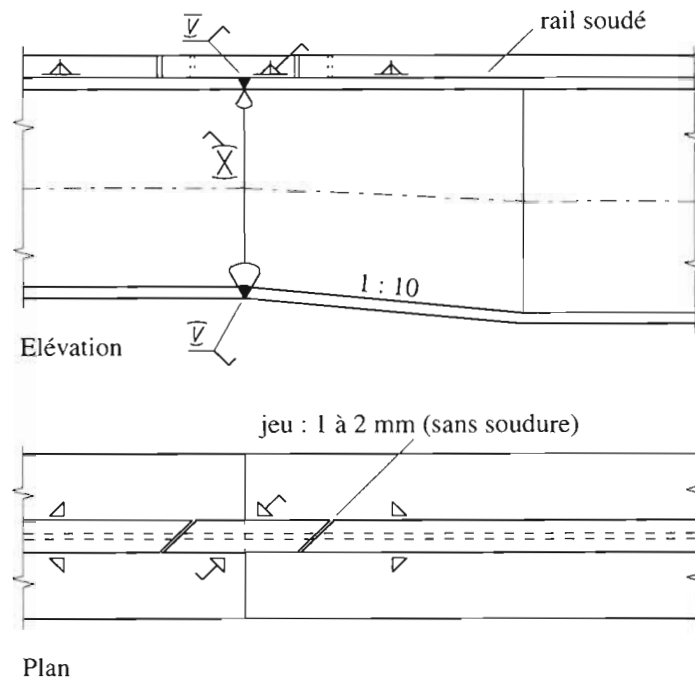 rail soudé
1 : 10
Elévation
jeu : 1 à 2 mm (sans soudure)
Plan